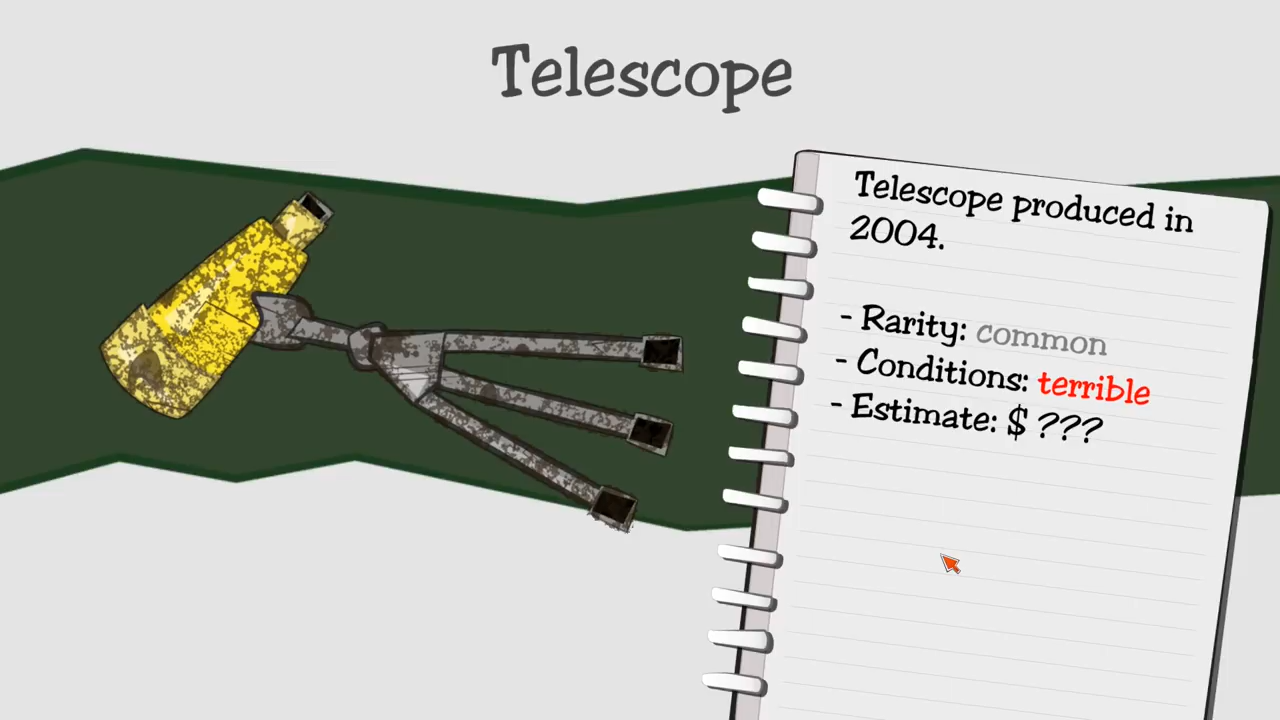 Telescope
Telescope produced in
2004.
- Rarity: common
- Conditions: terrible
- Estimate: $ ???